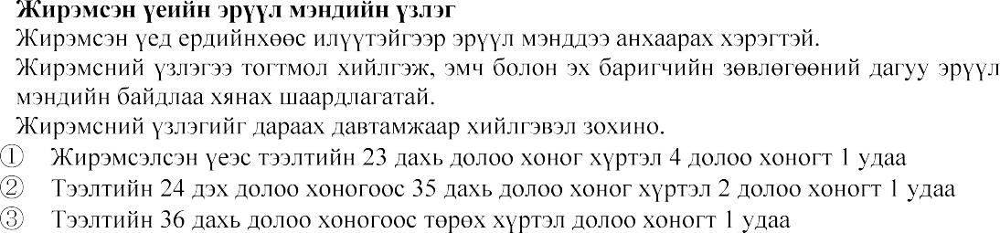 Жирэмсэн үеийн эрүүл мэндийн үзлэг
Жирэмсэн үед ердийнхөөс илүүтэйгээр эрүүл мэнддээ анхаарах хэрэгтэй.
Жирэмсний үзлэгээ тогтмол хийлгэж, эмч болон эх баригчийн зөвлөгөөний дагуу эрүүл
мэндийн байдлаа хянах шаардлагатай.
Жирэмсний үзлэгийг дараах давтамжаар хийлгэвэл зохино.
① Жирэмсэлсэн үеэс тээлтийн 23 дахь долоо хоног хүртэл 4 долоо хоногт 1 удаа
② Тээлтийн 24 дэх долоо хоногоос 35 дахь долоо хоног хүртэл 2 долоо хоногт 1 удаа
③ Тээлтийн 36 дахь долоо хоногоос төрөх хүртэл долоо хоногт 1 удаа